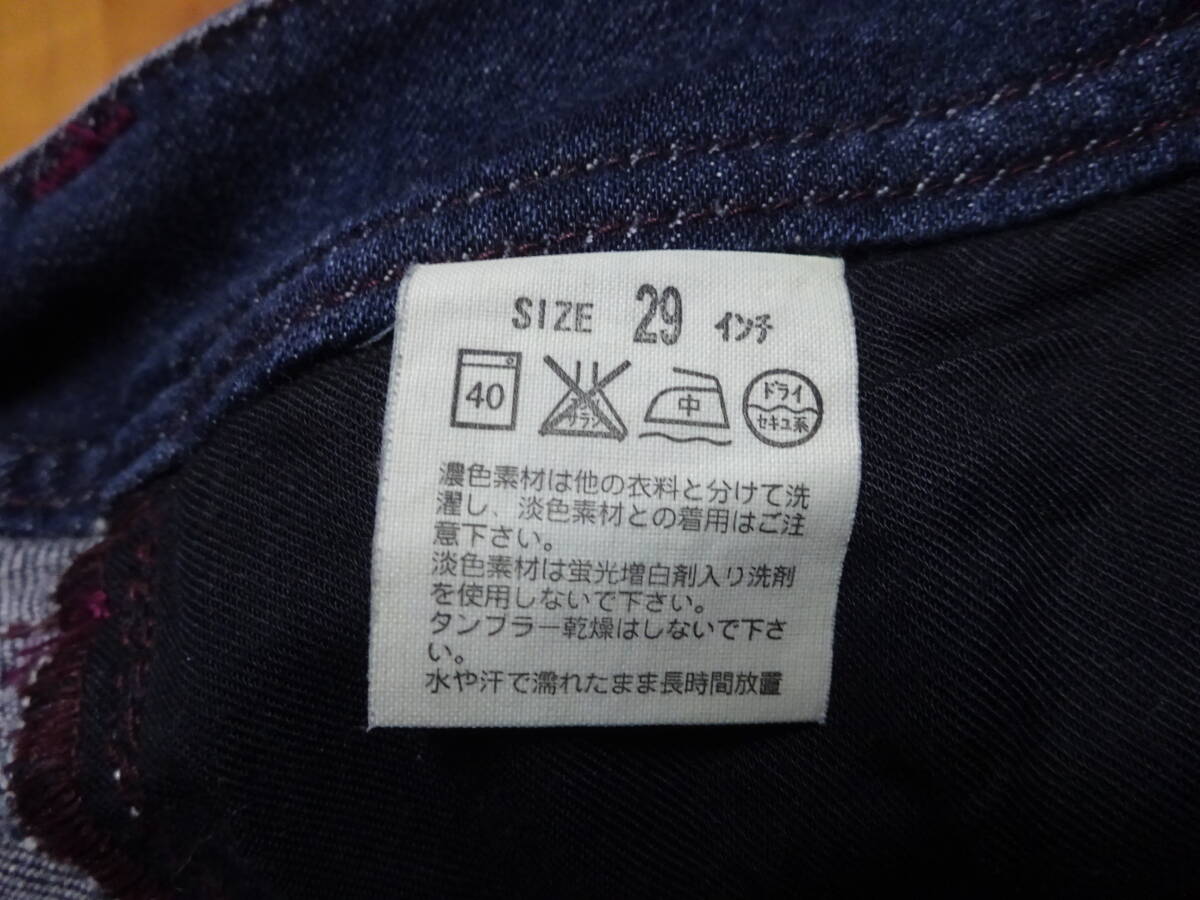 SIZE 29 インチ
40 エンソ サラシ 中 ドライ セキユ系
濃色素材は他の衣料と分けて洗
濯し、淡色素材との着用はご注
意下さい。
淡色素材は蛍光増白剤入り洗剤
を使用しないで下さい。
タンブラー乾燥はしないで下さ
い。
水や汗で濡れたまま長時間放置